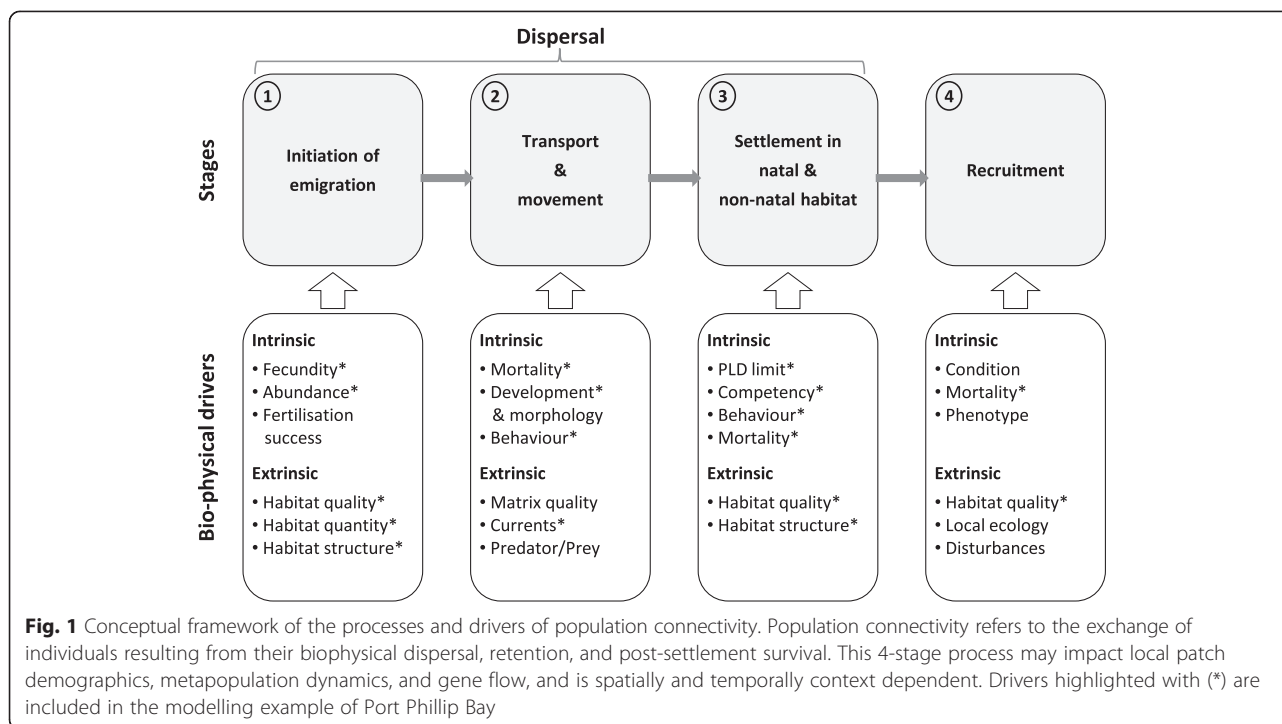 Dispersal
Stages
1
Initiation of
emigration
2
Transport
&
movement
3
Settlement in
natal &
non-natal habitat
4
Recruitment
Bio-physical drivers
Intrinsic
• Fecundity*
• Abundance*
• Fertilisation
success
Extrinsic
• Habitat quality*
• Habitat quantity*
• Habitat structure*
Intrinsic
• Mortality*
• Development*
& morphology
• Behaviour*
Extrinsic
• Matrix quality
• Currents*
• Predator/Prey
Intrinsic
• PLD limit*
• Competency*
• Behaviour*
• Mortality*
Extrinsic
• Habitat quality*
• Habitat structure*
Intrinsic
• Condition
• Mortality*
• Phenotype
Extrinsic
• Habitat quality*
• Local ecology
• Disturbances
Fig. 1 Conceptual framework of the processes and drivers of population connectivity. Population connectivity refers to the exchange of
individuals resulting from their biophysical dispersal, retention, and post-settlement survival. This 4-stage process may impact local patch
demographics, metapopulation dynamics, and gene flow, and is spatially and temporally context dependent. Drivers highlighted with (*) are
included in the modelling example of Port Phillip Bay